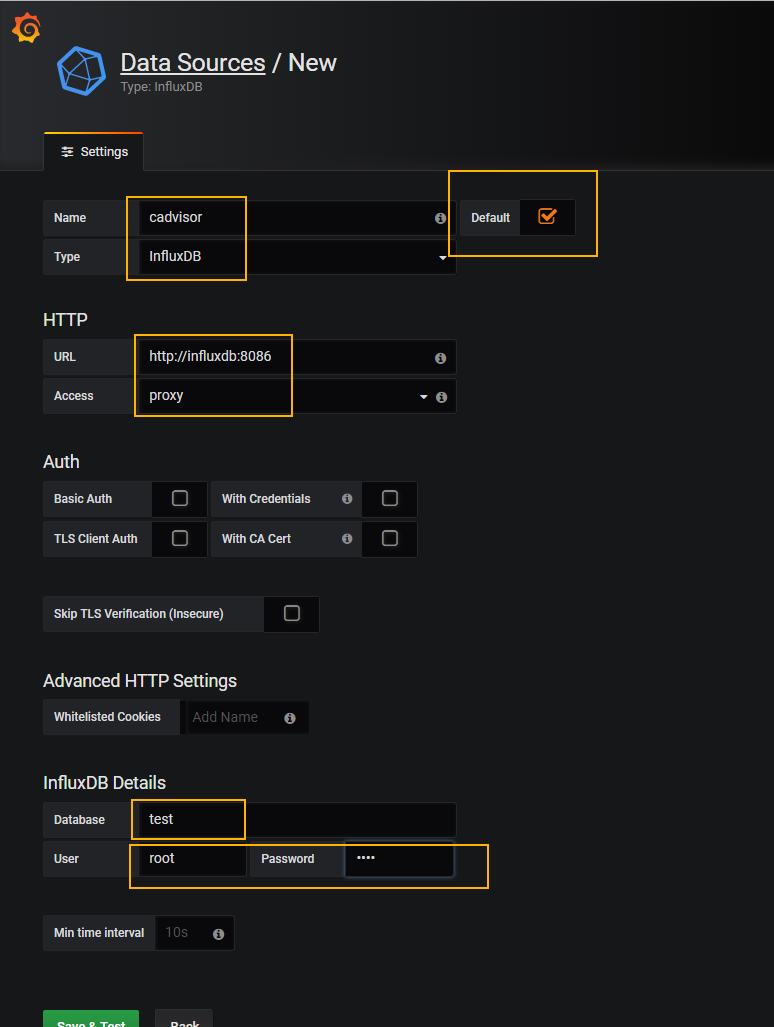 Data Sources / New
Type: InfluxDB
Settings
Name cadvisor Default
Type InfluxDB
HTTP
URL http://influxdb:8086
Access proxy
Auth
Basic Auth With Credentials
TLS Client Auth With CA Cert
Skip TLS Verification (Insecure)
Advanced HTTP Settings
Whitelisted Cookies Add Name
InfluxDB Details
Database test
User root Password ····
Min time interval 10s
Save & Test Back